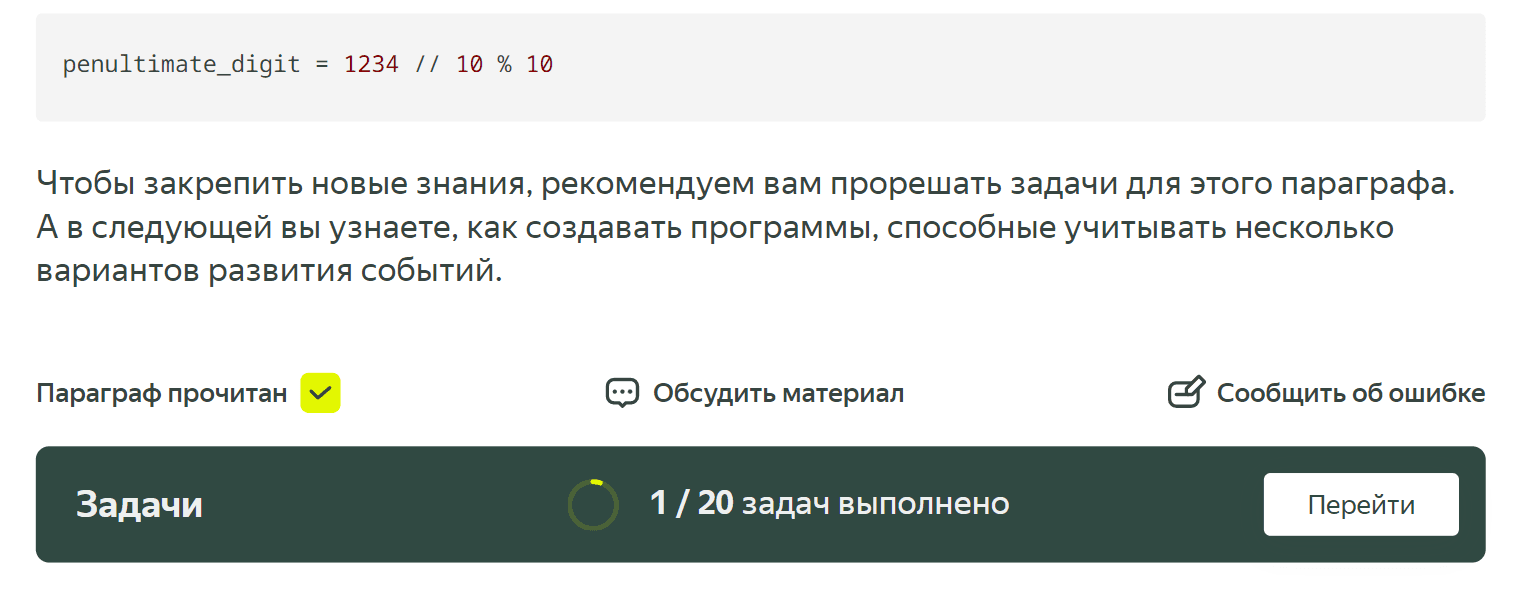 penultimate_digit = 1234 // 10 % 10
Чтобы закрепить новые знания, рекомендуем вам прорешать задачи для этого параграфа.
А в следующей вы узнаете, как создавать программы, способные учитывать несколько
вариантов развития событий.
Параграф прочитан
Обсудить материал
Сообщить об ошибке
Задачи
1 / 20 задач выполнено
Перейти